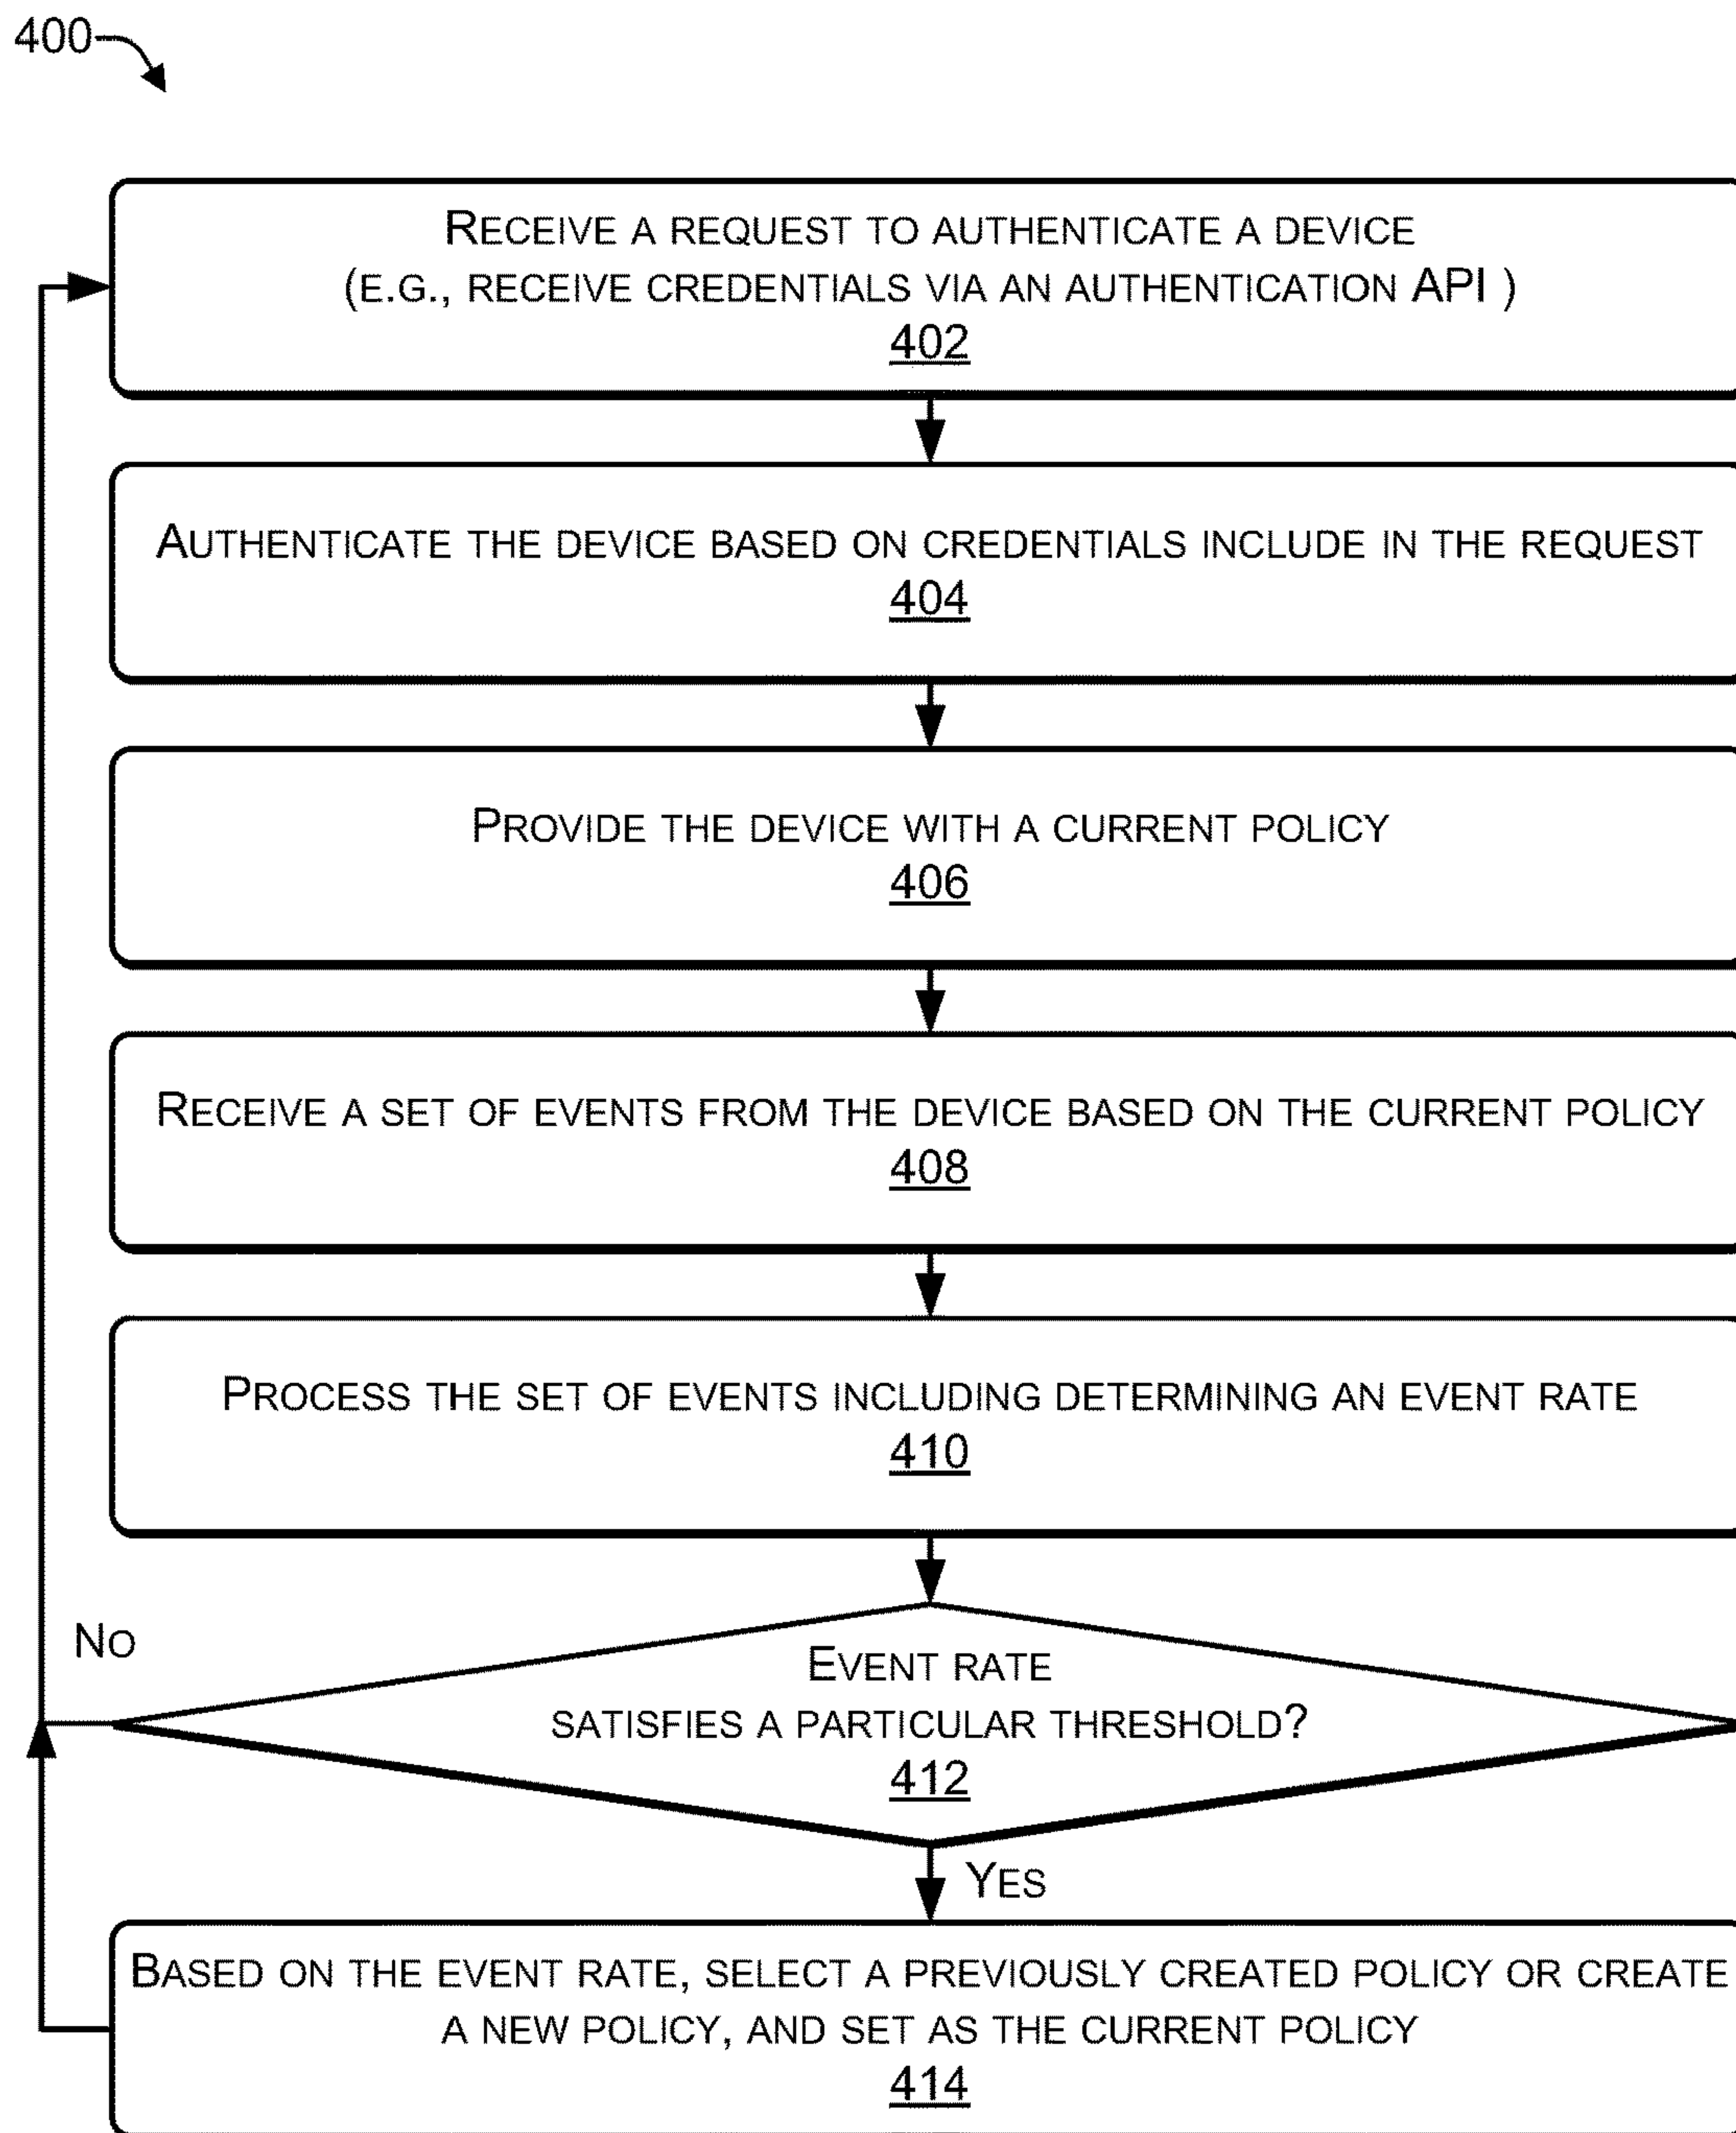 400
RECEIVE A REQUEST TO AUTHENTICATE A DEVICE
(E.G., RECEIVE CREDENTIALS VIA AN AUTHENTICATION API )
402
AUTHENTICATE THE DEVICE BASED ON CREDENTIALS INCLUDE IN THE REQUEST
404
PROVIDE THE DEVICE WITH A CURRENT POLICY
406
RECEIVE A SET OF EVENTS FROM THE DEVICE BASED ON THE CURRENT POLICY
408
PROCESS THE SET OF EVENTS INCLUDING DETERMINING AN EVENT RATE
410
NO
EVENT RATE
SATISFIES A PARTICULAR THRESHOLD?
412
YES
BASED ON THE EVENT RATE, SELECT A PREVIOUSLY CREATED POLICY OR CREATE
A NEW POLICY, AND SET AS THE CURRENT POLICY
414